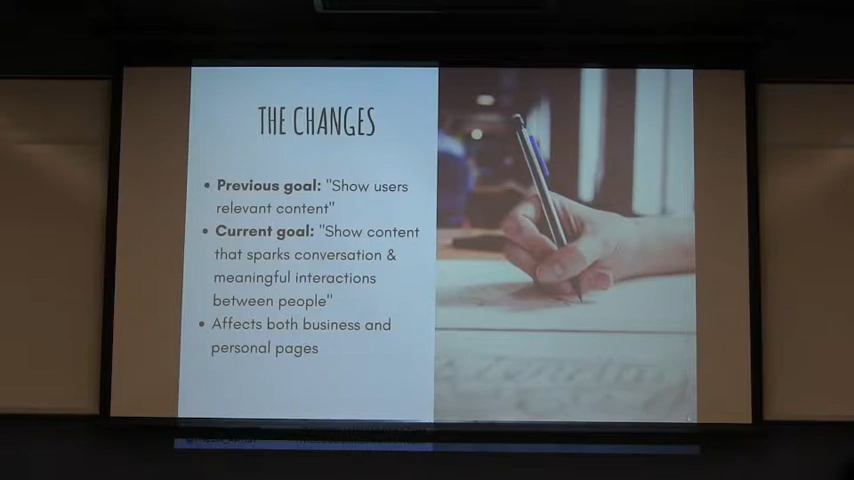 THE CHANGES
• Previous goal: "Show users
relevant content"
• Current goal: "Show content
that sparks conversation &
meaningful interactions
between people"
• Affects both business and
personal pages